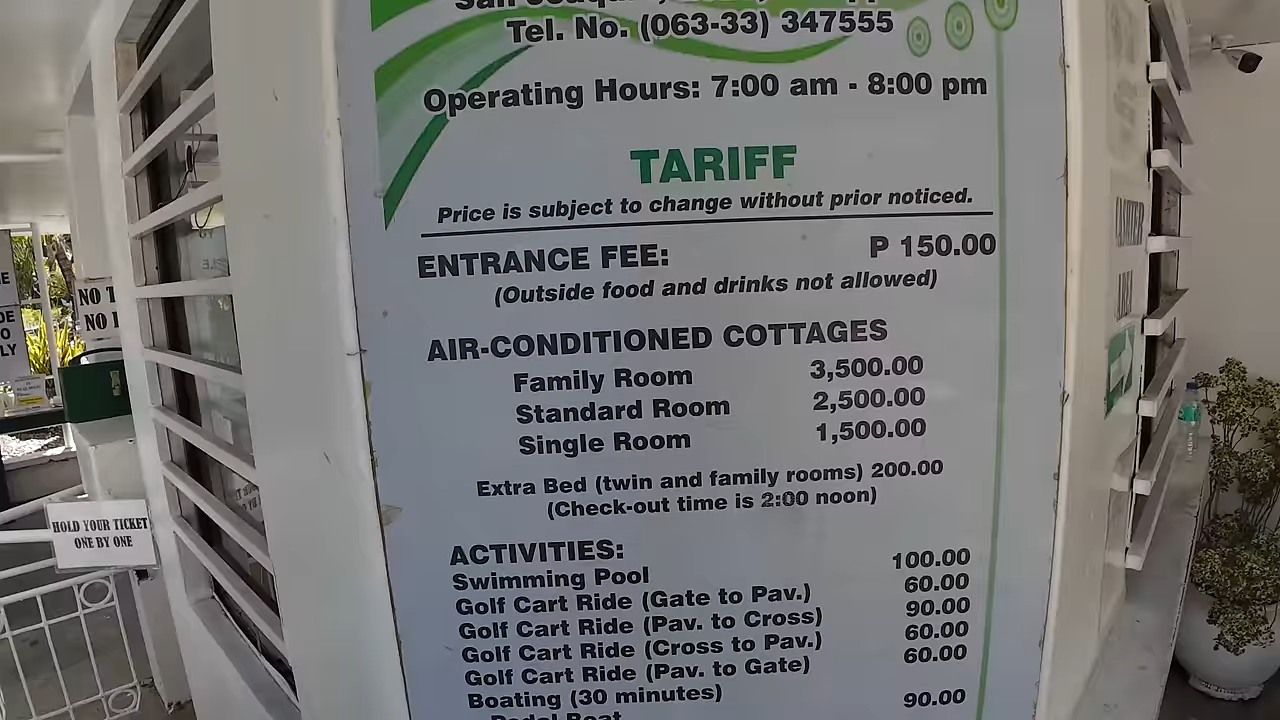 Tel. No. (063-33) 347555
Operating Hours: 7:00 am - 8:00 pm
TARIFF
Price is subject to change without prior noticed.
ENTRANCE FEE: P 150.00
(Outside food and drinks not allowed)
AIR-CONDITIONED COTTAGES
Family Room 3,500.00
Standard Room 2,500.00
Single Room 1,500.00
Extra Bed (twin and family rooms) 200.00
(Check-out time is 2:00 noon)
ACTIVITIES:
Swimming Pool 100.00
Golf Cart Ride (Gate to Pav.) 60.00
Golf Cart Ride (Pav. to Cross) 90.00
Golf Cart Ride (Cross to Pav.) 60.00
Golf Cart Ride (Pav. to Gate) 60.00
Boating (30 minutes)
Pedal Boat 90.00
HOLD YOUR TICKET
ONE BY ONE
NO
NO
CASHIER